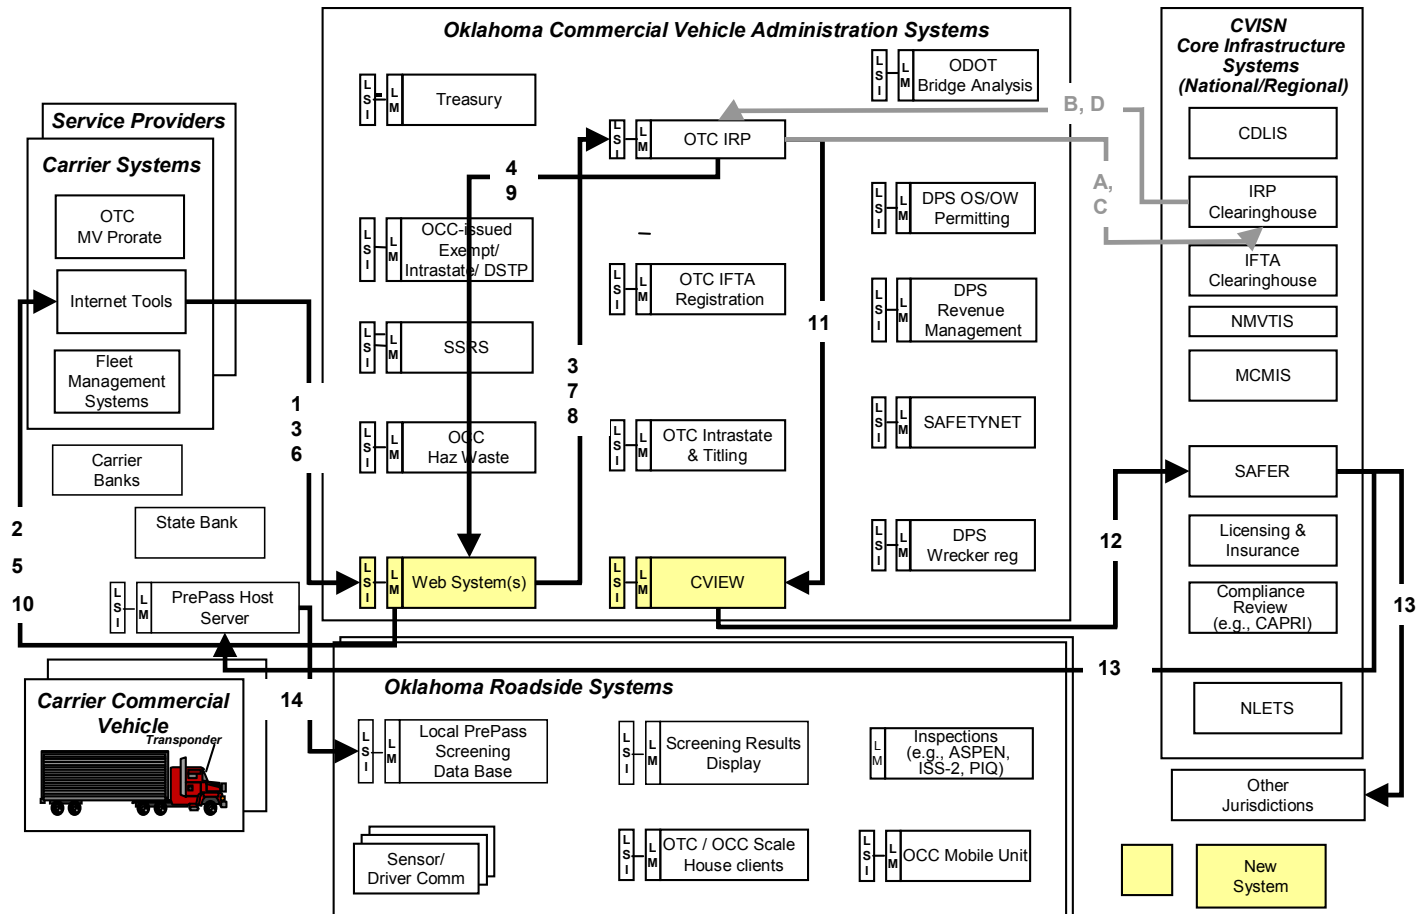 Oklahoma Commercial Vehicle Administration Systems
CVISN
Core Infrastructure
Systems
(National/Regional)
Service Providers
Carrier Systems
OTC
MV Prorate
Internet Tools
Fleet
Management
Systems
Carrier
Banks
State Bank
L
S
I
L
M
PrePass Host
Server
Carrier Commercial
Vehicle
Transponder
2
5
10
1
3
6
14
L
S
I
L
M
Treasury
4
9
L
S
I
L
M
OCC-issued
Exempt/
Intrastate/ DSTP
L
S
I
L
M
SSRS
L
S
I
L
M
OCC
Haz Waste
L
S
I
L
M
Web System(s)
3
7
8
L
S
I
L
M
OTC IRP
L
S
I
L
M
OTC IFTA
Registration
L
S
I
L
M
OTC Intrastate
& Titling
L
S
I
L
M
CVIEW
11
L
S
I
L
M
ODOT
Bridge Analysis
L
S
I
L
M
DPS OS/OW
Permitting
L
S
I
L
M
DPS
Revenue
Management
L
S
I
L
M
SAFETYNET
L
S
I
L
M
DPS
Wrecker reg
B, D
A,
C
12
CDLIS
IRP
Clearinghouse
IFTA
Clearinghouse
NMVTIS
MCMIS
SAFER
Licensing &
Insurance
Compliance
Review
(e.g., CAPRI)
NLETS
13
13
Other
Jurisdictions
Oklahoma Roadside Systems
L
S
I
L
M
Local PrePass
Screening
Data Base
L
S
I
L
M
Screening Results
Display
L
M
Inspections
(e.g., ASPEN,
ISS-2, PIQ)
Sensor/
Driver Comm
L
S
I
L
M
OTC / OCC Scale
House clients
L
S
I
L
M
OCC Mobile Unit
New
System